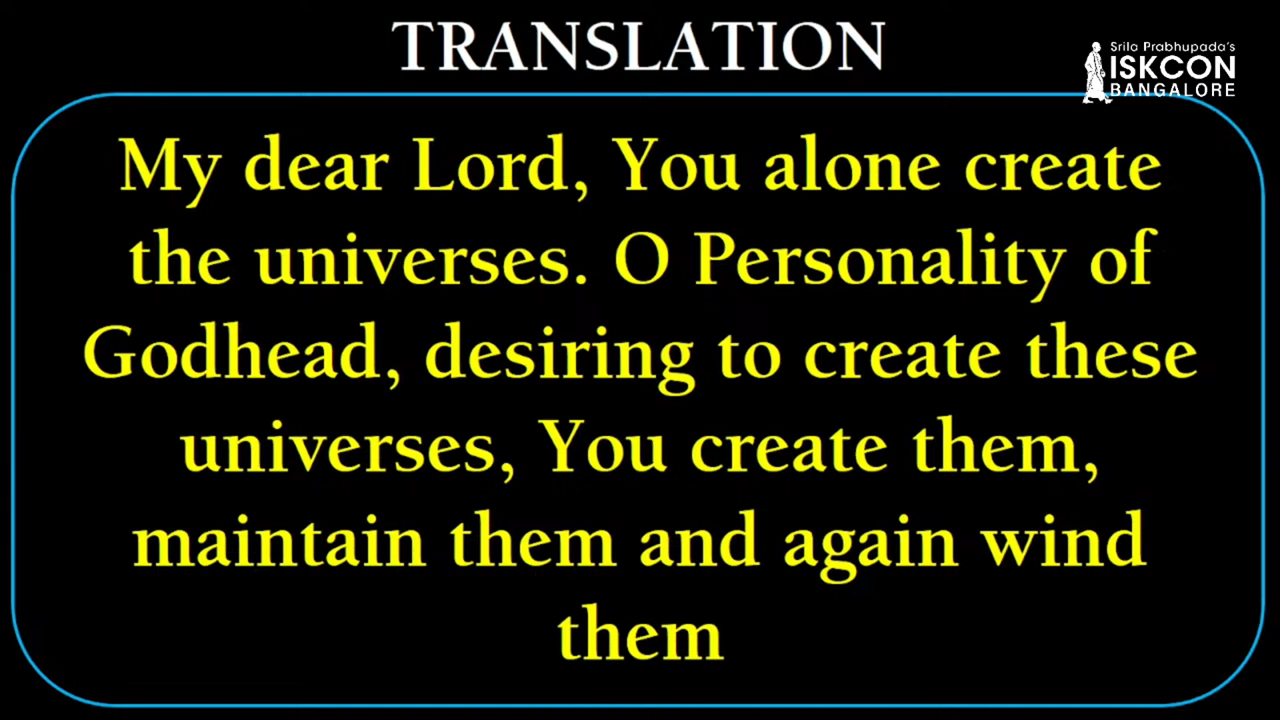 TRANSLATION
Srila Prabhupada's
ISKCON
BANGALORE
My dear Lord, You alone create
the universes. O Personality of
Godhead, desiring to create these
universes, You create them,
maintain them and again wind
them